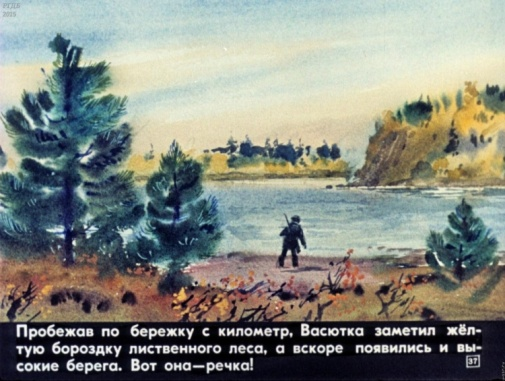 Пробежав по бережку с километр, Васютка заметил жёл-
тую бороздку лиственного леса, а вскоре появились и вы-
сокие берега. Вот она—речка!
37